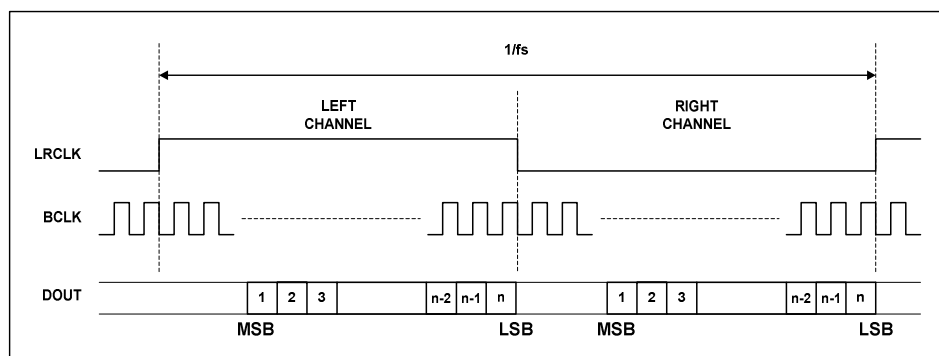 1/fs
LEFT
CHANNEL
RIGHT
CHANNEL
LRCLK
BCLK
DOUT
1 2 3 n-2 n-1 n 1 2 3 n-2 n-1 n
MSB LSB MSB LSB